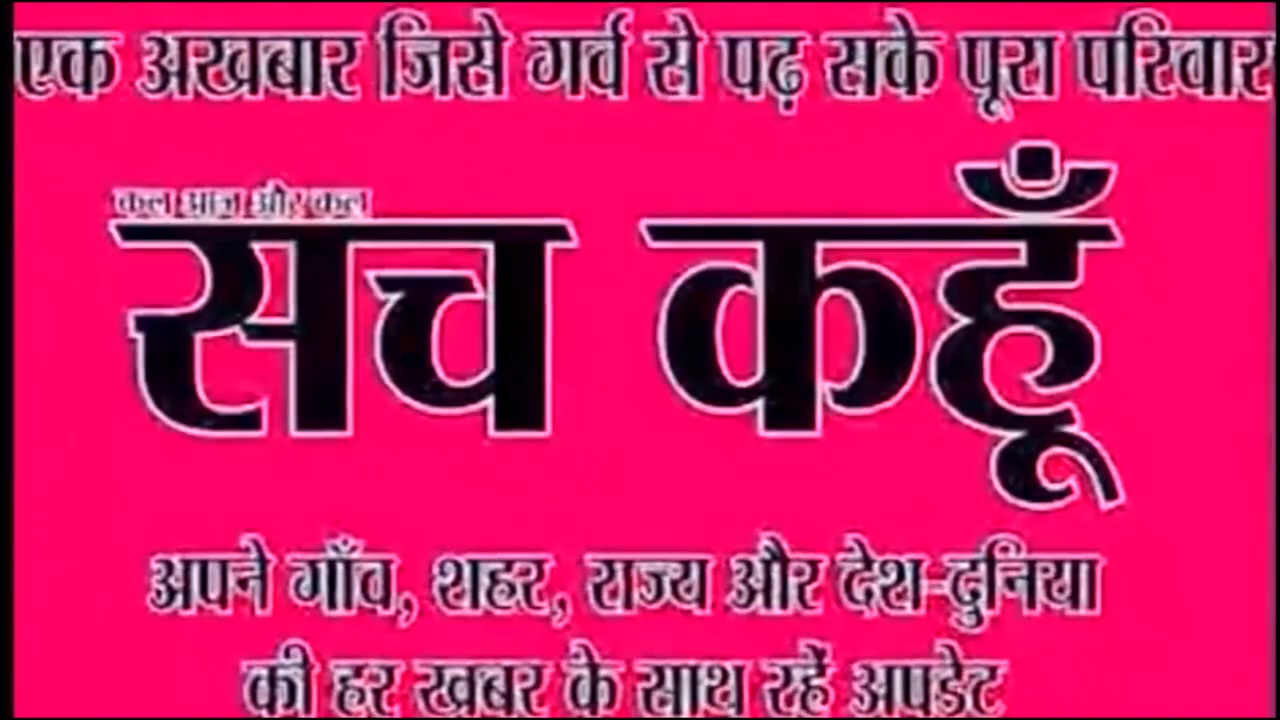 एक अखबार जिसे गर्व से पढ़ सके पूरा परिवार
कल आज और कल
सच कहूँ
अपने गाँव, शहर, राज्य और देश-दुनिया
की हर खबर के साथ रहें अपडेट